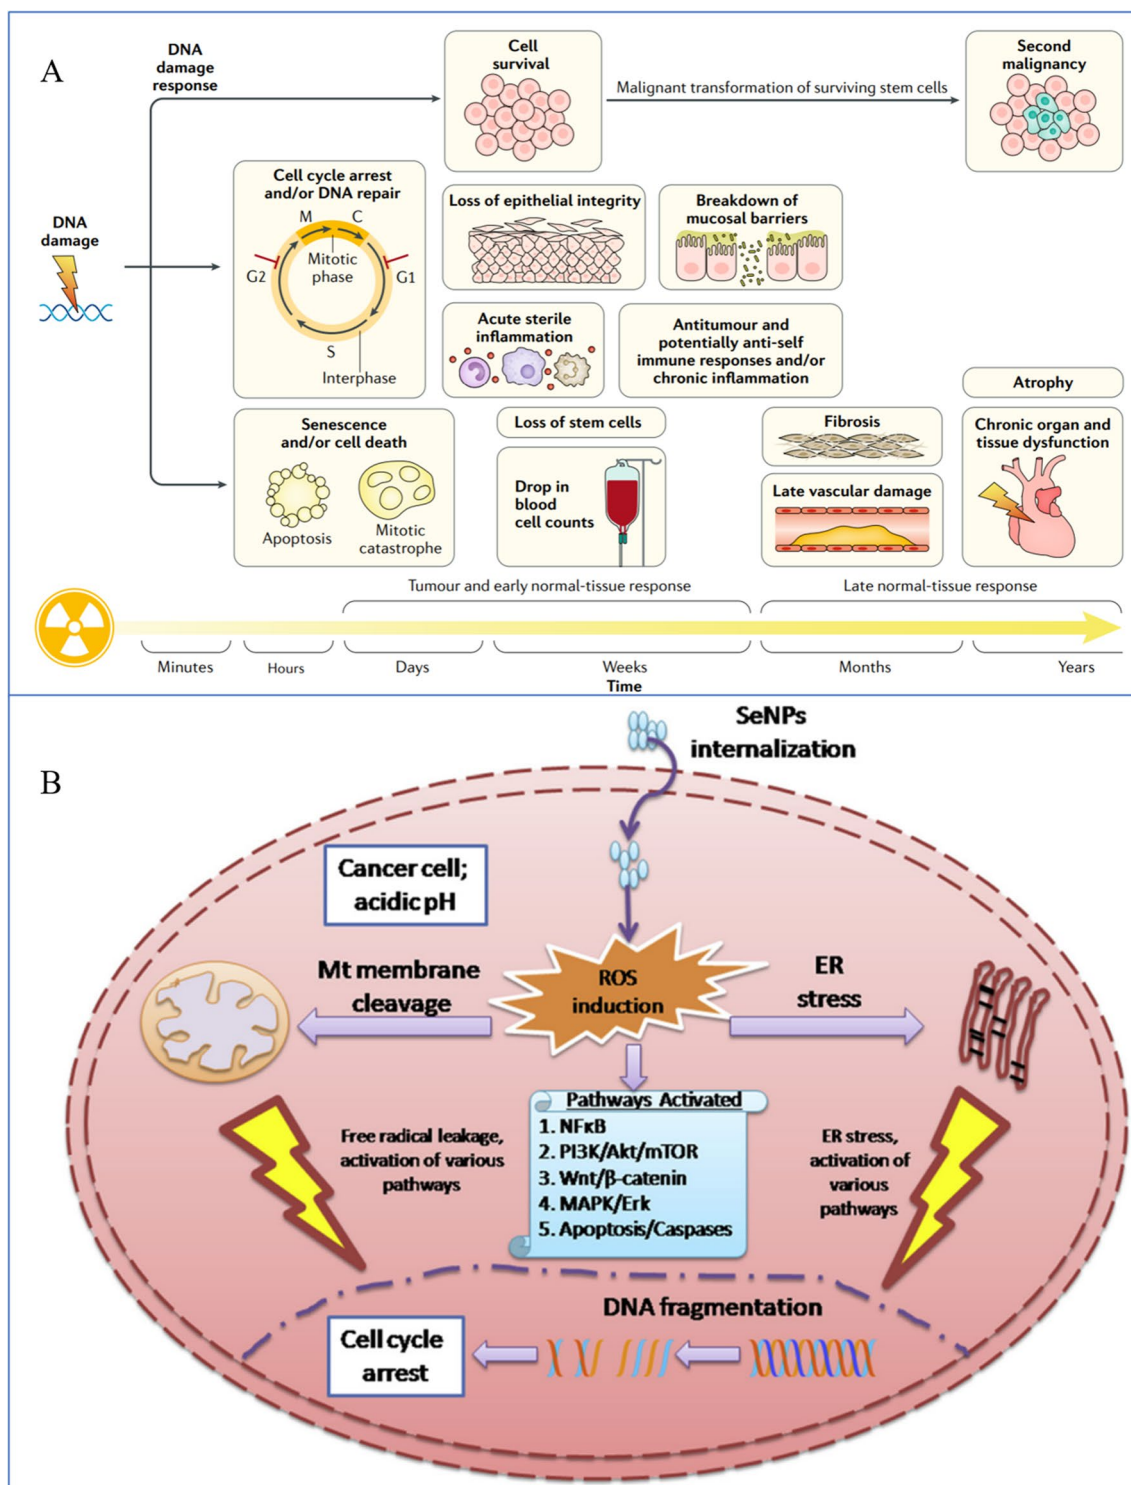 A
DNA
damage
response
Cell
survival
Malignant transformation of surviving stem cells
Second
malignancy
DNA
damage
Cell cycle arrest
and/or DNA repair
M
C
G2
Mitotic
phase
G1
S
Interphase
Loss of epithelial integrity
Breakdown of
mucosal barriers
Acute sterile
inflammation
Antitumour and
potentially anti-self
immune responses and/or
chronic inflammation
Senescence
and/or cell death
Apoptosis
Mitotic
catastrophe
Loss of stem cells
Drop in
blood
cell counts
Fibrosis
Late vascular damage
Atrophy
Chronic organ and
tissue dysfunction
Tumour and early normal-tissue response
Late normal-tissue response
Minutes
Hours
Days
Weeks
Months
Years
Time
B
SeNPs
internalization
Cancer cell;
acidic pH
Mt membrane
cleavage
ROS
induction
ER
stress
Pathways Activated
1. NFκB
2. PI3K/Akt/mTOR
3. Wnt/β-catenin
4. MAPK/Erk
5. Apoptosis/Caspases
Free radical leakage,
activation of various
pathways
ER stress,
activation of
various
pathways
DNA fragmentation
Cell cycle
arrest